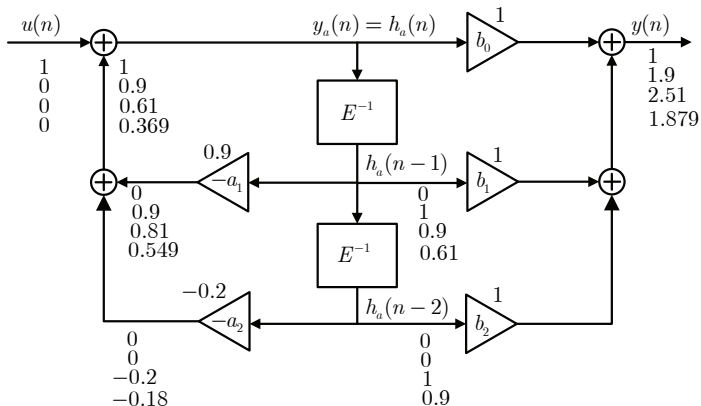 u(n) y_a(n) = h_a(n) 1 y(n)
b_0
1 1 1
0 0.9 1.9
0 0.61 2.51
0 0.369 1.879
E^{-1}
0.9 h_a(n-1) 1
-a_1 b_1
0 0
0.9 1
0.81 0.9
0.549 0.61
E^{-1}
-0.2 h_a(n-2) 1
-a_2 b_2
0 0
0 0
-0.2 1
-0.18 0.9